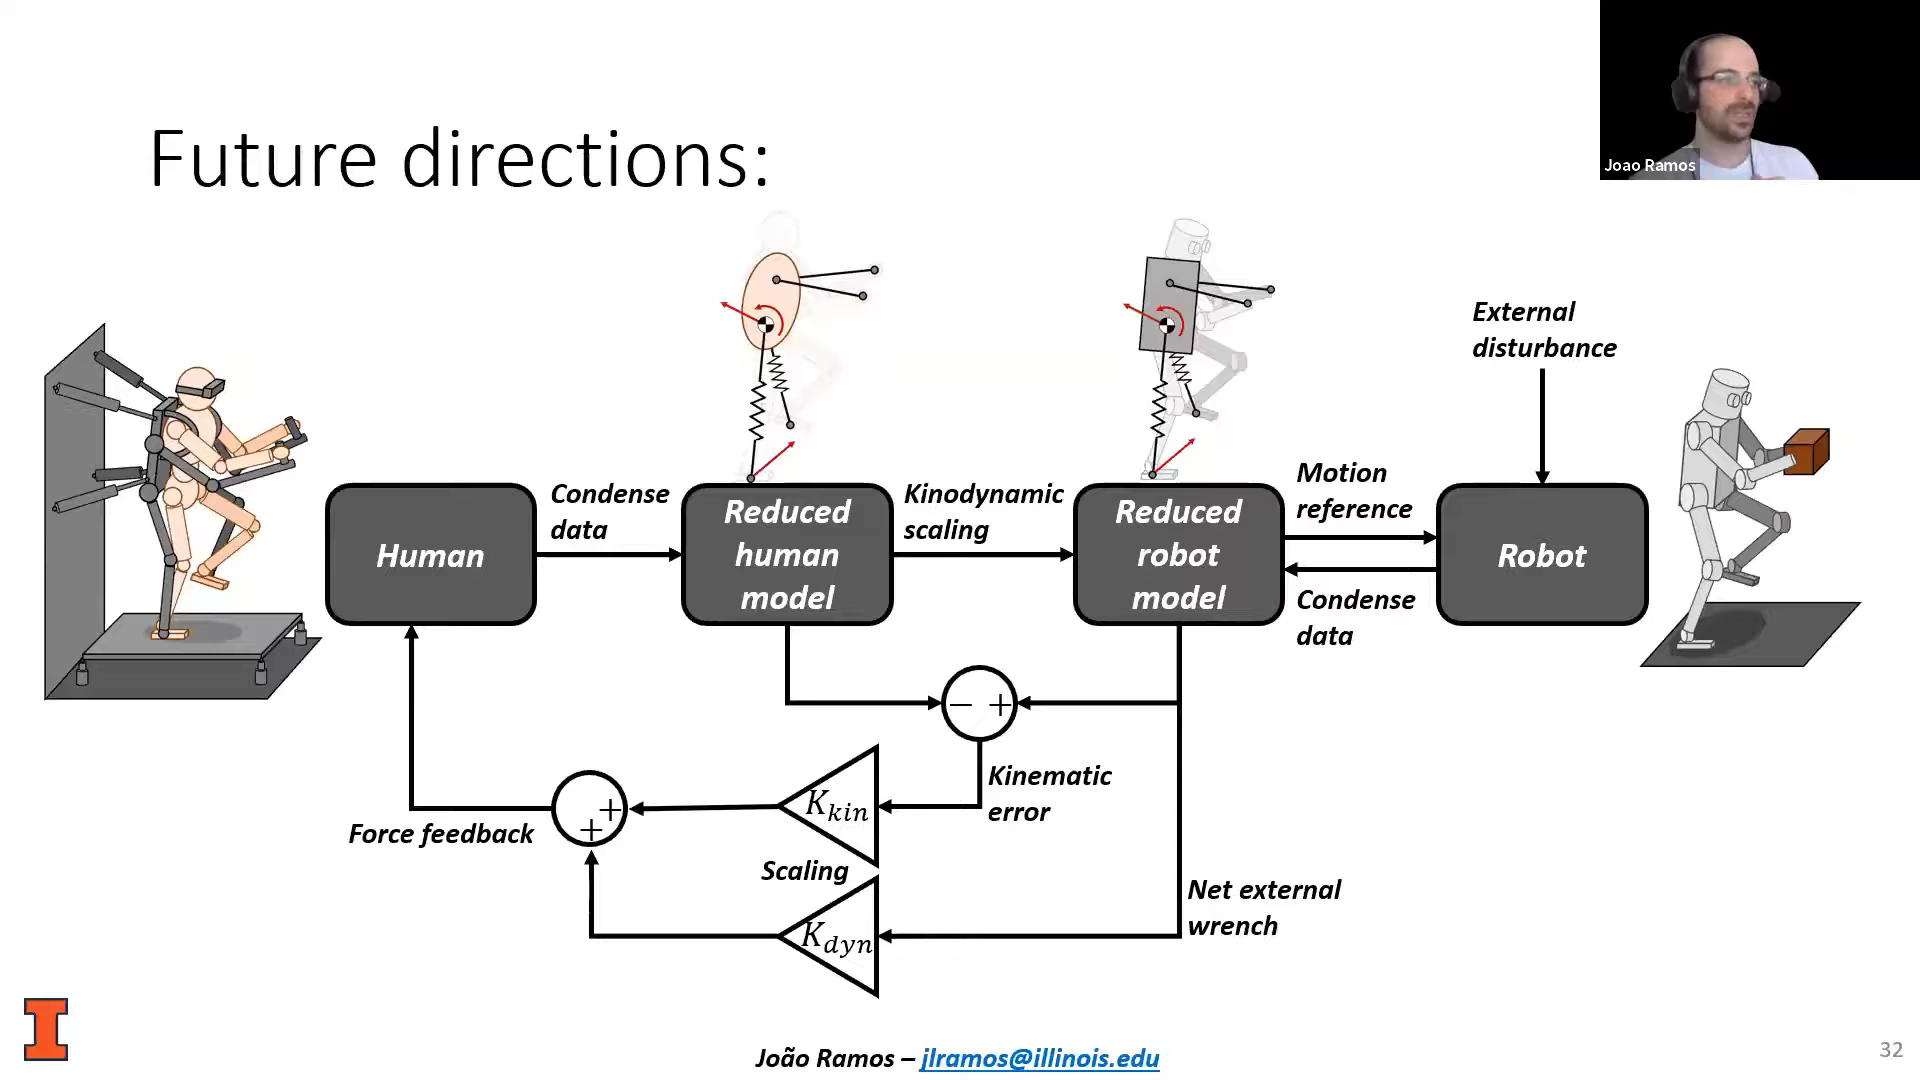 Joao Ramos
Future directions:
External
disturbance
Human
Condense
data
Reduced
human
model
Kinodynamic
scaling
Reduced
robot
model
Motion
reference
Condense
data
Robot
− +
Kinematic
error
K_kin
+
+
Force feedback
Scaling
K_dyn
Net external
wrench
I
João Ramos – jlramos@illinois.edu
32